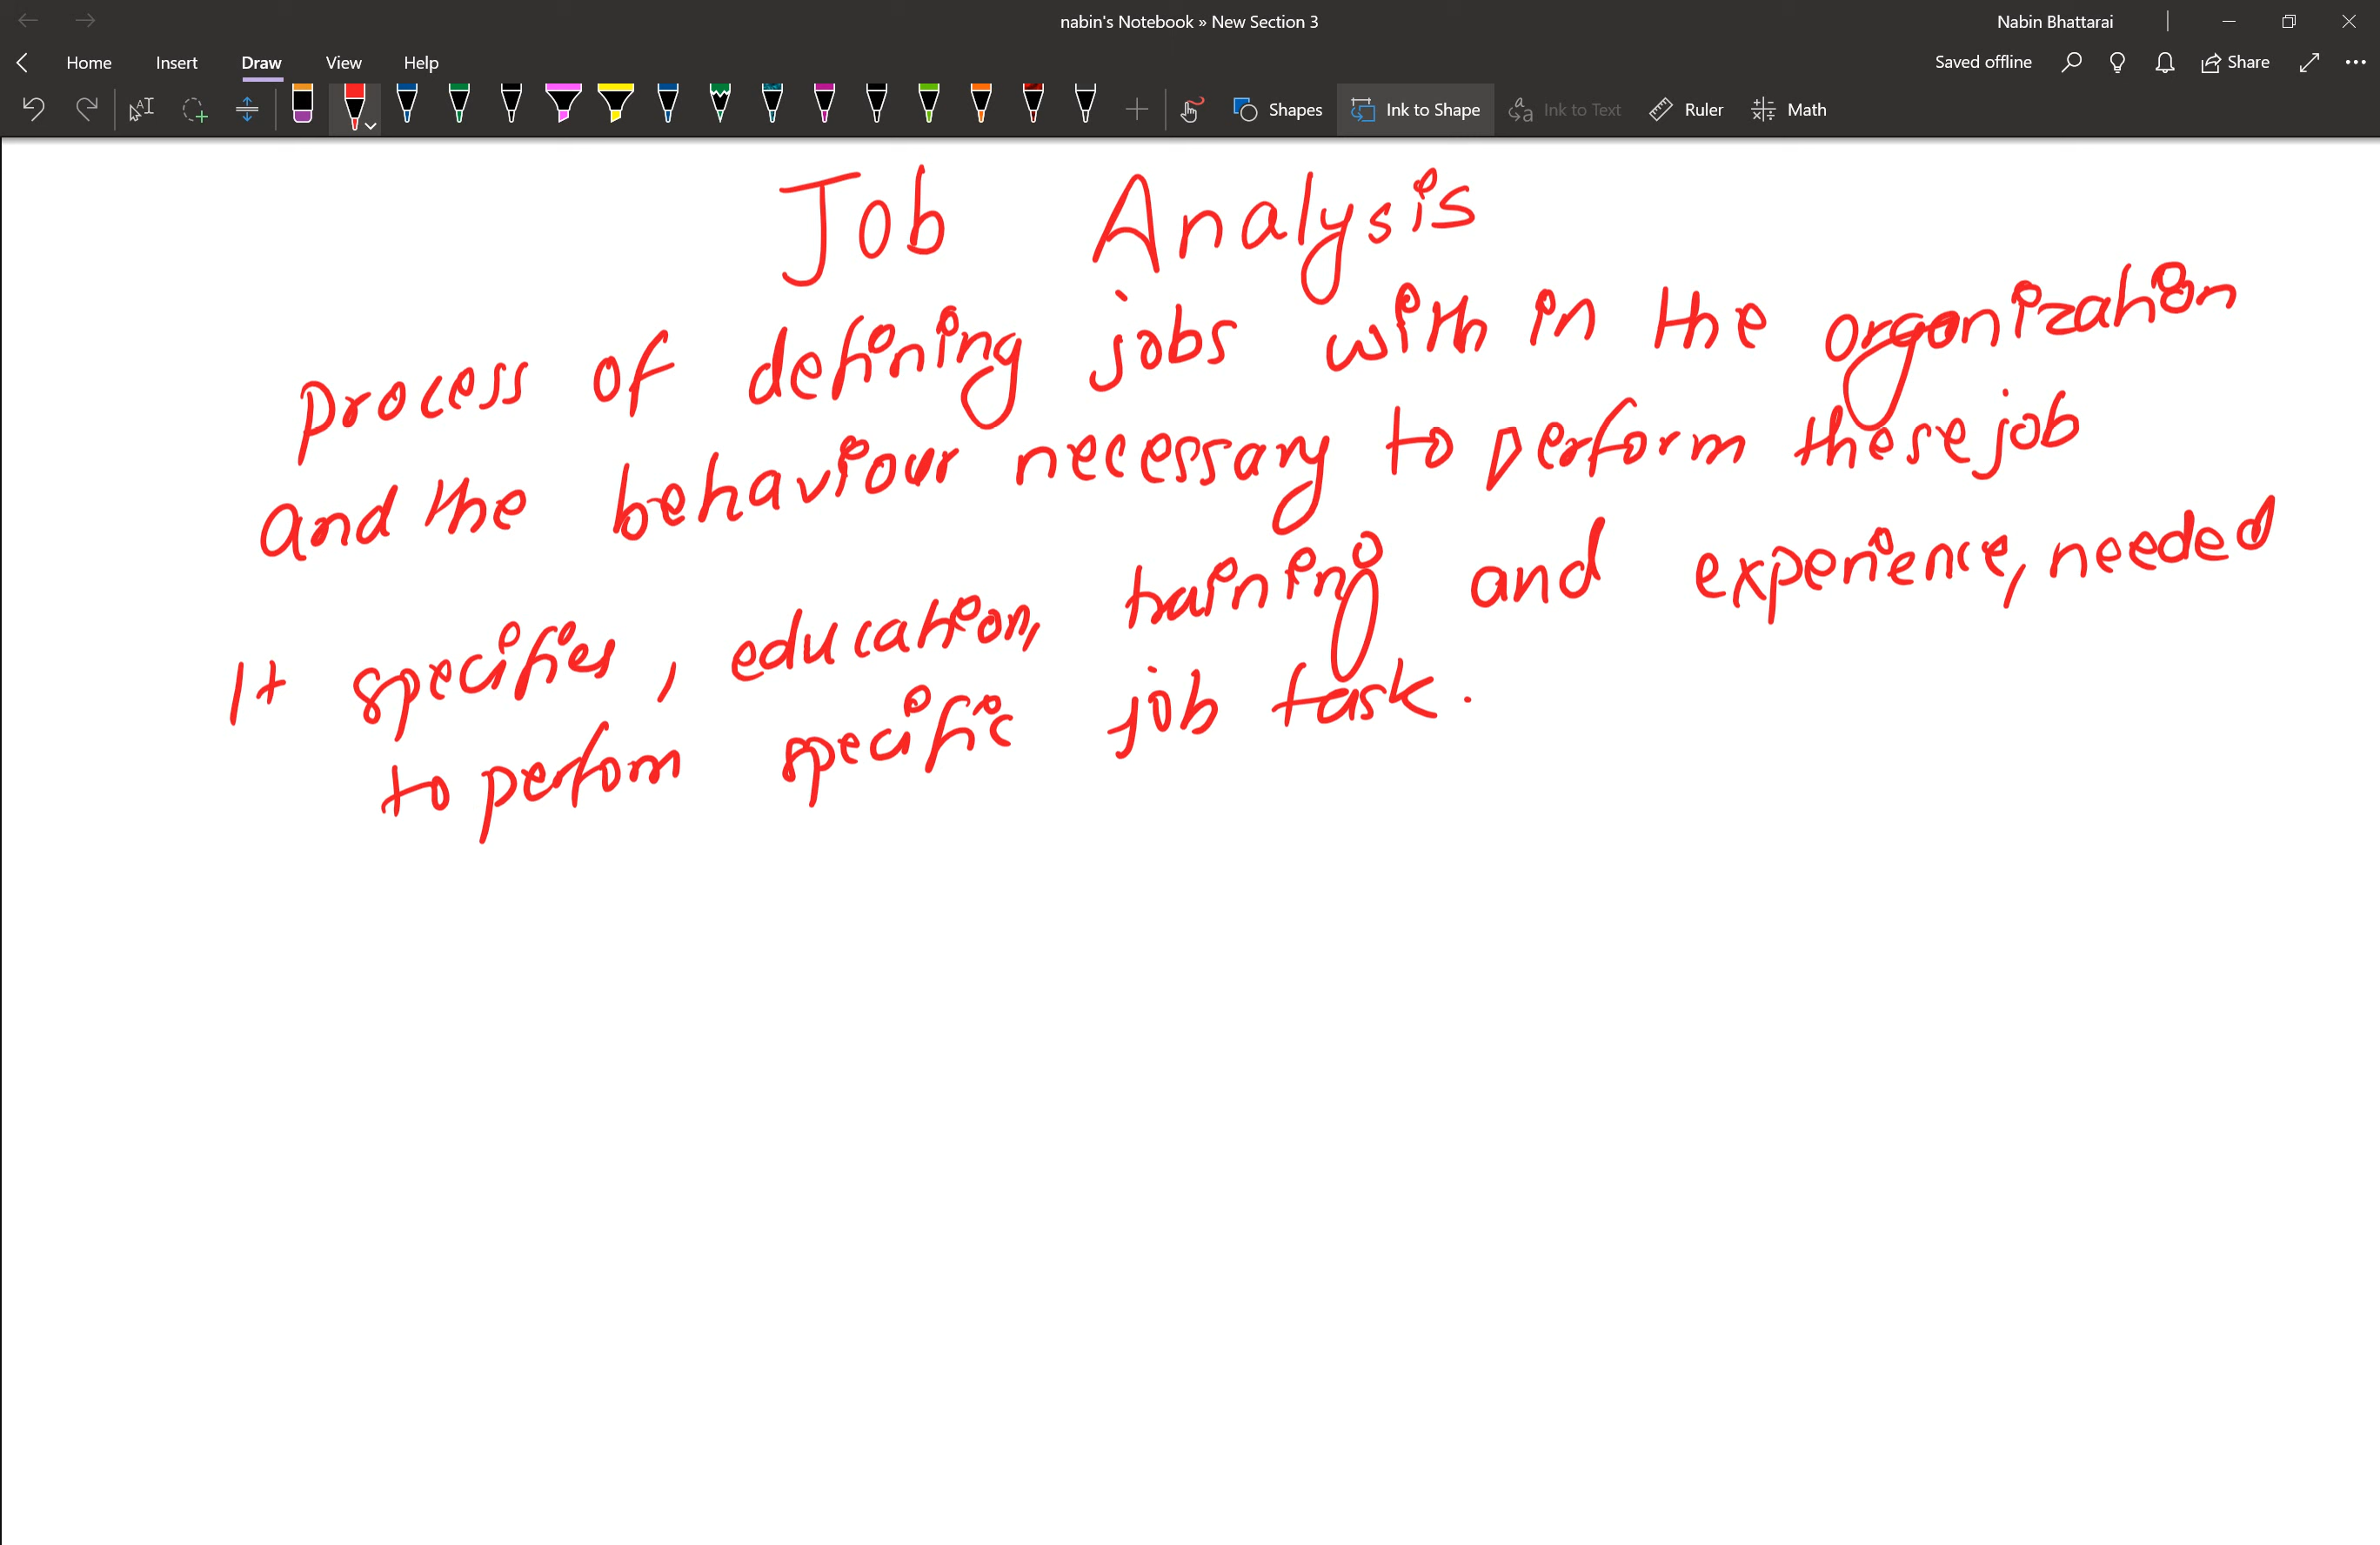 nabin's Notebook » New Section 3
Nabin Bhattarai
Home Insert Draw View Help
Saved offline Share
Shapes Ink to Shape Ink to Text Ruler Math
Job Analysis
process of defining jobs with in the organization
and the behaviour necessary to perform these job
It specifies, education, training and experience, needed
to perform specific job task.